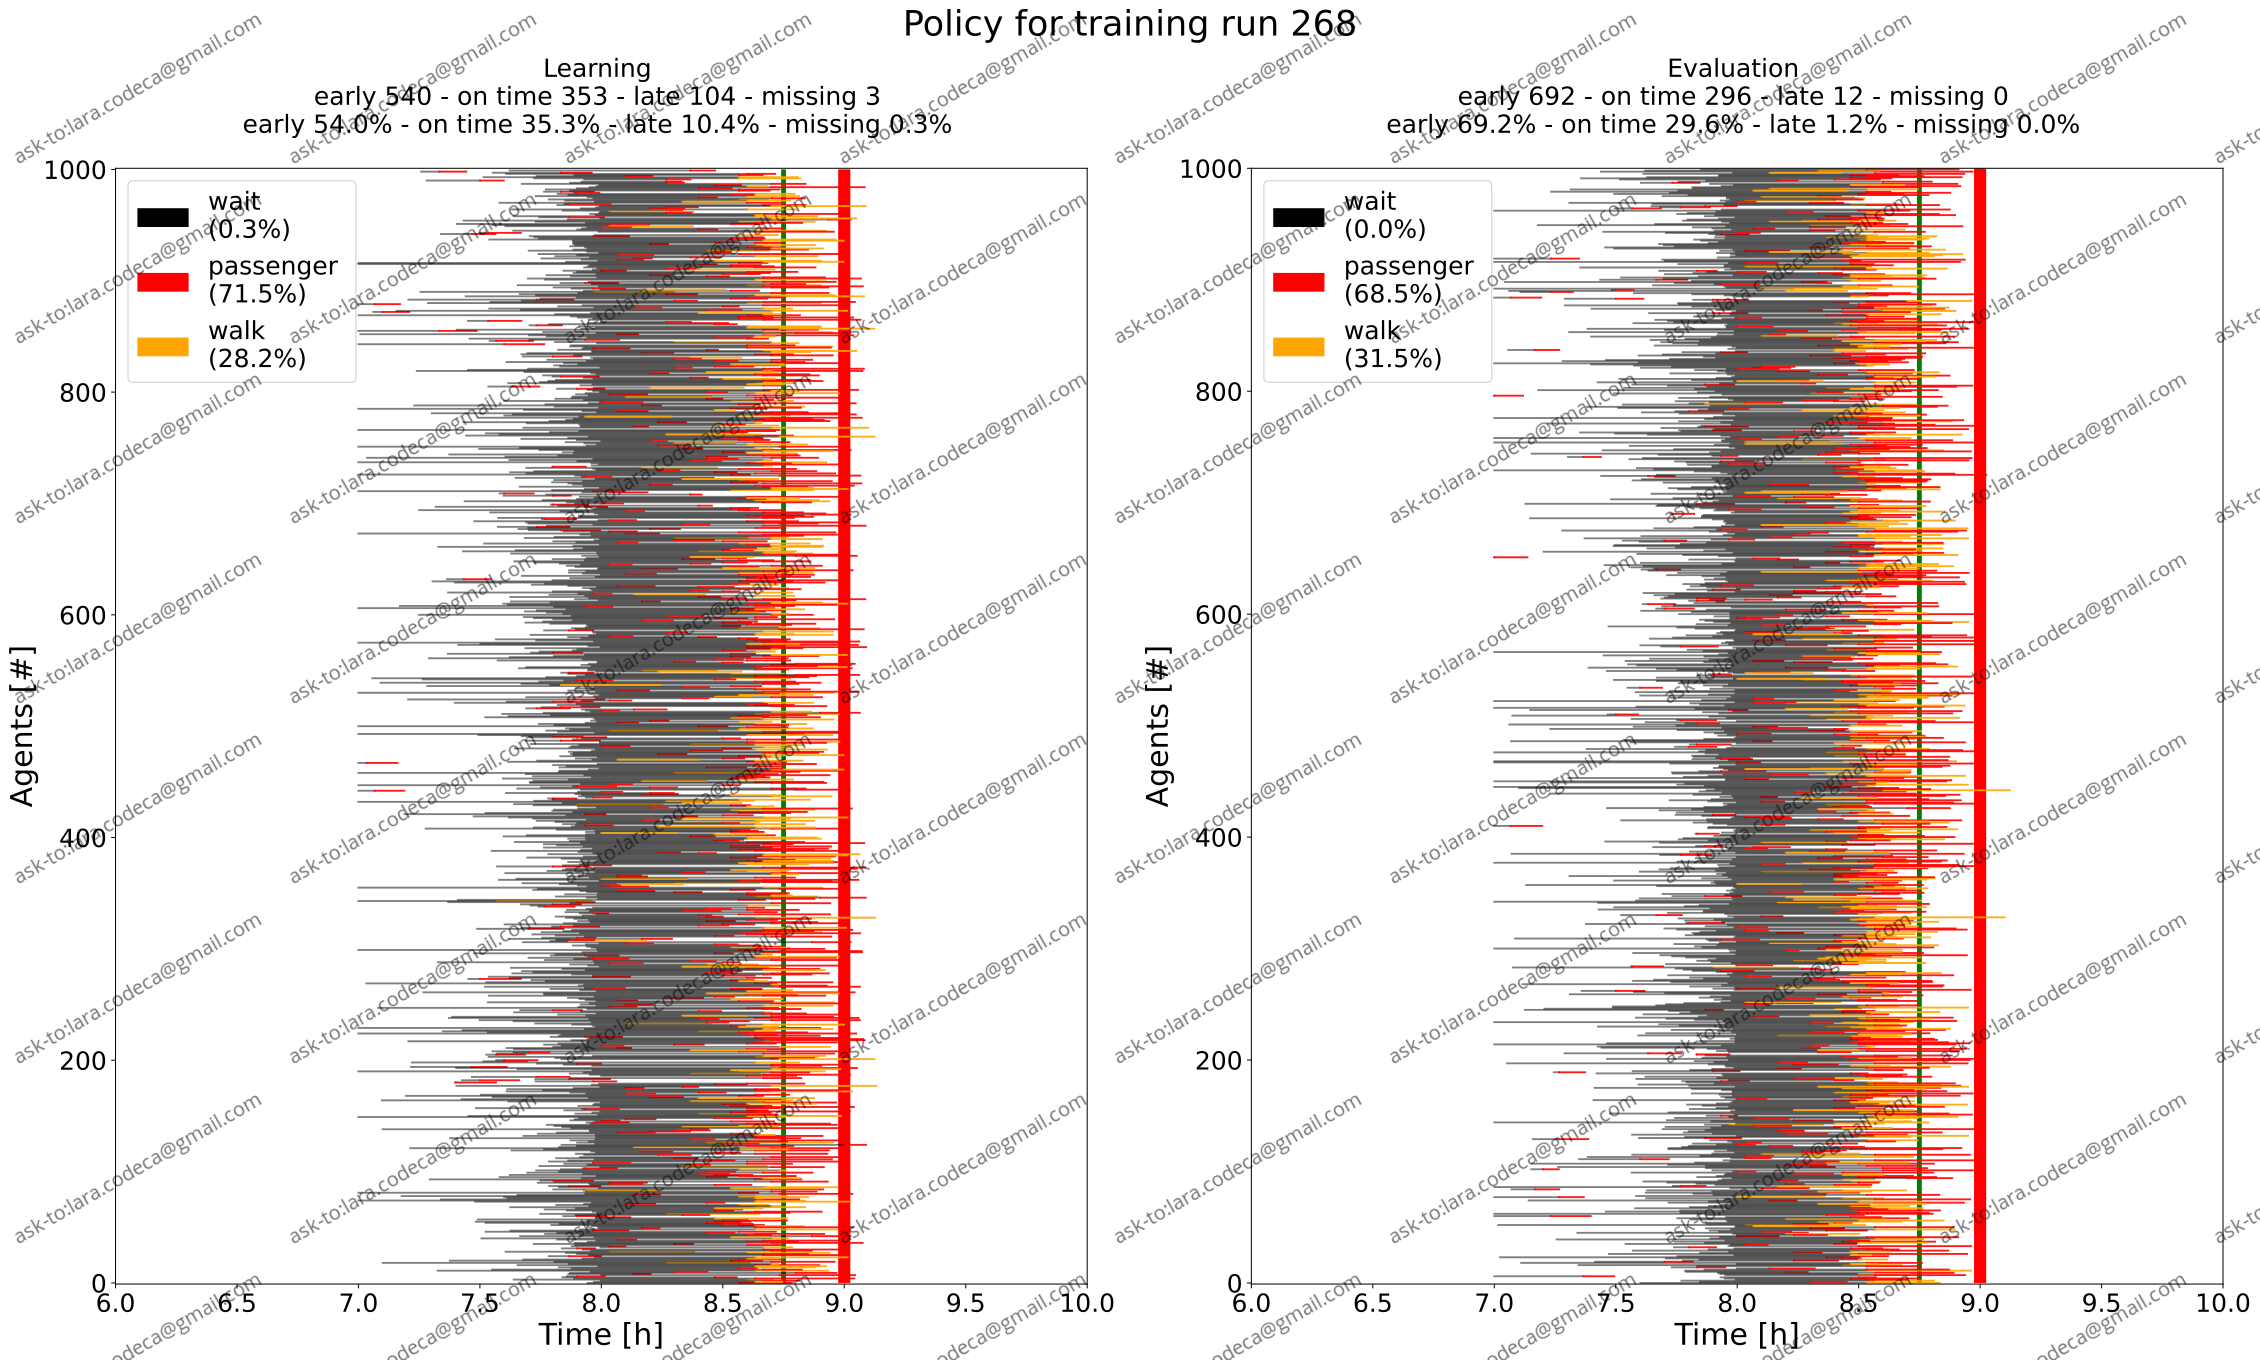 Policy for training run 268
Learning
early 540 - on time 353 - late 104 - missing 3
early 54.0% - on time 35.3% - late 10.4% - missing 0.3%
Evaluation
early 692 - on time 296 - late 12 - missing 0
early 69.2% - on time 29.6% - late 1.2% - missing 0.0%
wait
(0.3%)
passenger
(71.5%)
walk
(28.2%)
Agents [#]
1000
800
600
400
200
0
6.0 6.5 7.0 7.5 8.0 8.5 9.0 9.5 10.0
Time [h]
wait
(0.0%)
passenger
(68.5%)
walk
(31.5%)
Agents [#]
1000
800
600
400
200
0
6.0 6.5 7.0 7.5 8.0 8.5 9.0 9.5 10.0
Time [h]
ask-to:lara.codeca@gmail.com